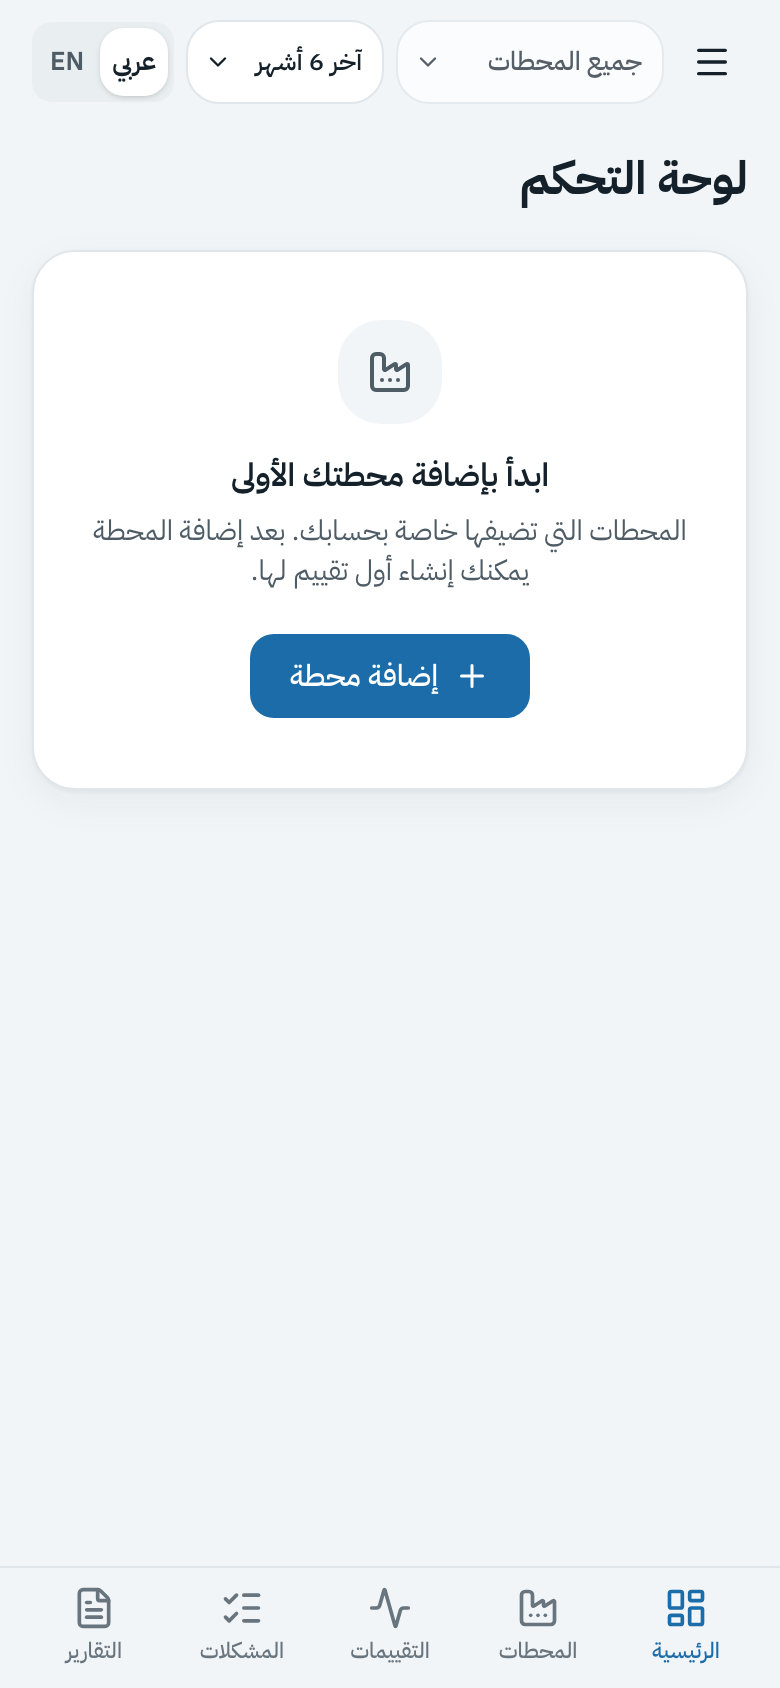 جميع المحطات
آخر 6 أشهر
عربي
EN
لوحة التحكم
ابدأ بإضافة محطتك الأولى
المحطات التي تضيفها خاصة بحسابك. بعد إضافة المحطة
يمكنك إنشاء أول تقييم لها.
إضافة محطة
الرئيسية
المحطات
التقييمات
المشكلات
التقارير